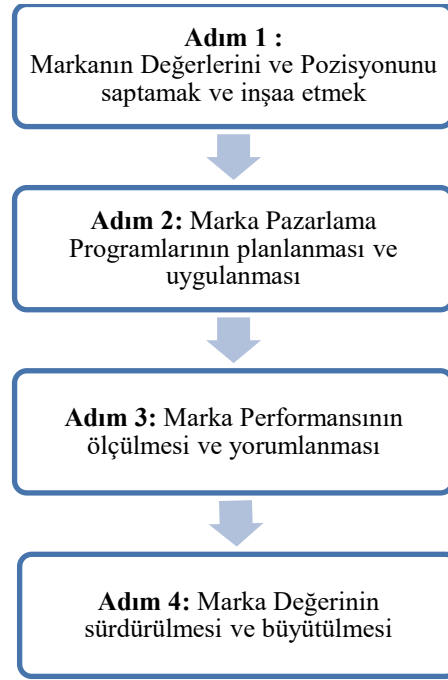 Adım 1 :
Markanın Değerlerini ve Pozisyonunu
saptamak ve inşaa etmek
Adım 2: Marka Pazarlama
Programlarının planlanması ve
uygulanması
Adım 3: Marka Performansının
ölçülmesi ve yorumlanması
Adım 4: Marka Değerinin
sürdürülmesi ve büyütülmesi